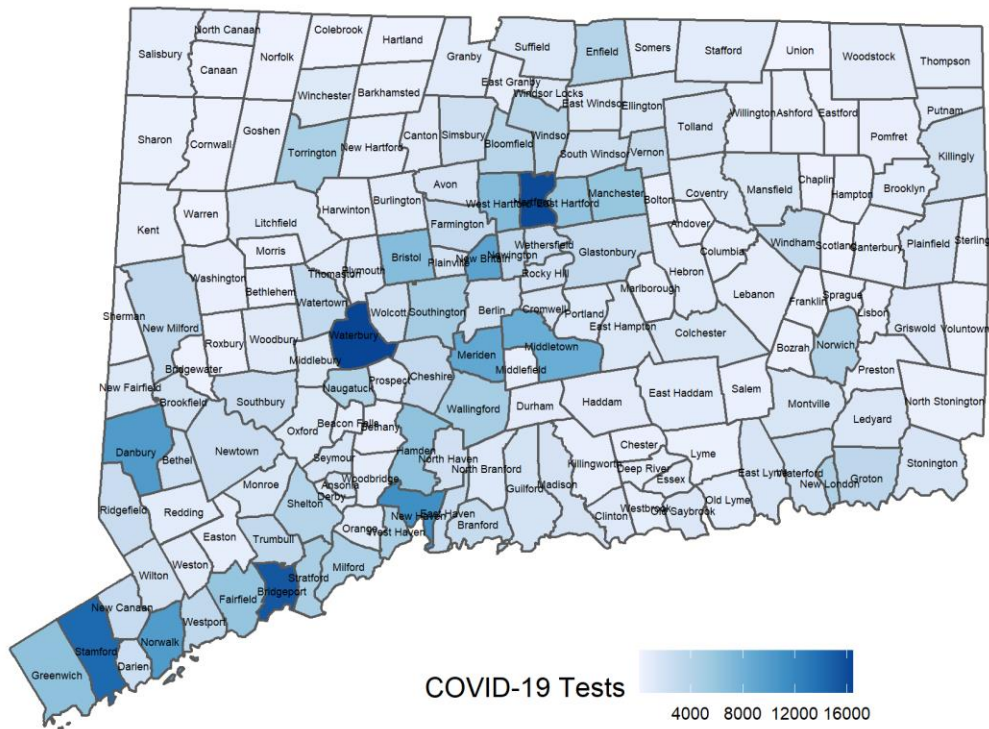 North Canaan
Colebrook
Hartland
Suffield
Enfield
Somers
Stafford
Union
Woodstock
Thompson
Salisbury
Canaan
Norfolk
Granby
East Granby
Windsor Locks
Winchester
Barkhamsted
East Windsor
Ellington
Willington
Ashford
Eastford
Putnam
Sharon
Cornwall
Goshen
Torrington
New Hartford
Canton
Simsbury
Bloomfield
Windsor
South Windsor
Vernon
Tolland
Pomfret
Killingly
Kent
Warren
Litchfield
Harwinton
Burlington
Avon
Farmington
West Hartford
East Hartford
Manchester
Bolton
Coventry
Mansfield
Chaplin
Hampton
Brooklyn
Andover
Columbia
Windham
Scotland
Canterbury
Plainfield
Sterling
Morris
Washington
Bethlehem
Thomaston
Plymouth
Bristol
Plainville
New Britain
Newington
Wethersfield
Rocky Hill
Glastonbury
Hebron
Marlborough
Lebanon
Franklin
Sprague
Lisbon
Griswold
Voluntown
Sherman
New Milford
Roxbury
Woodbury
Watertown
Waterbury
Wolcott
Southington
Berlin
Cromwell
Portland
East Hampton
Colchester
Bozrah
Norwich
Preston
Bridgewater
Middlebury
Meriden
Middletown
Middlefield
New Fairfield
Brookfield
Southbury
Naugatuck
Prospect
Cheshire
Wallingford
Durham
Haddam
East Haddam
Salem
Montville
Ledyard
North Stonington
Danbury
Bethel
Newtown
Oxford
Beacon Falls
Bethany
Hamden
North Haven
North Branford
Seymour
Woodbridge
Ansonia
Derby
Guilford
Madison
Killingworth
Chester
Deep River
Essex
Lyme
East Lyme
Waterford
New London
Groton
Stonington
Ridgefield
Redding
Monroe
Shelton
Orange
New Haven
East Haven
West Haven
Branford
Clinton
Westbrook
Old Saybrook
Old Lyme
Easton
Trumbull
Wilton
Weston
Stratford
Milford
Bridgeport
Fairfield
New Canaan
Westport
Norwalk
Darien
Stamford
Greenwich
COVID-19 Tests
4000 8000 12000 16000